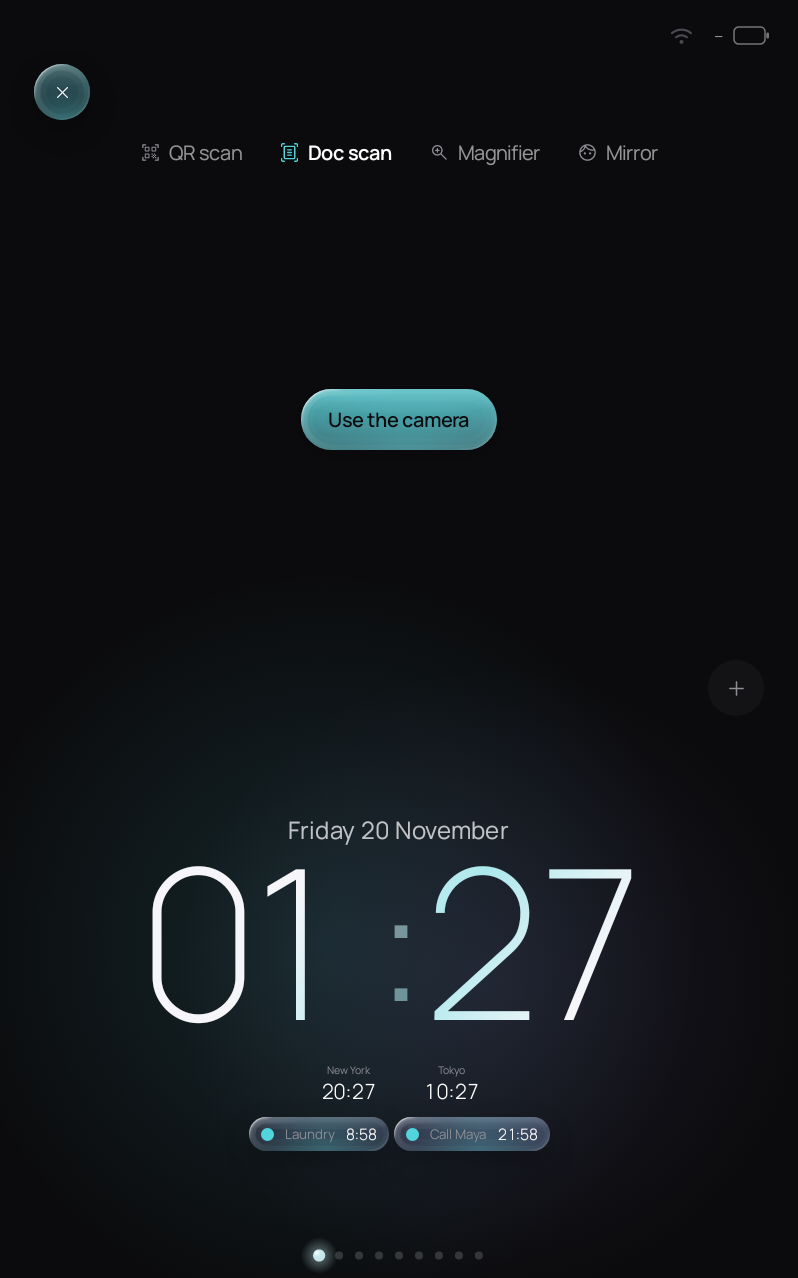 QR scan Doc scan Magnifier Mirror
Use the camera
Friday 20 November
01:27
New York Tokyo
20:27 10:27
Laundry 8:58 Call Maya 21:58